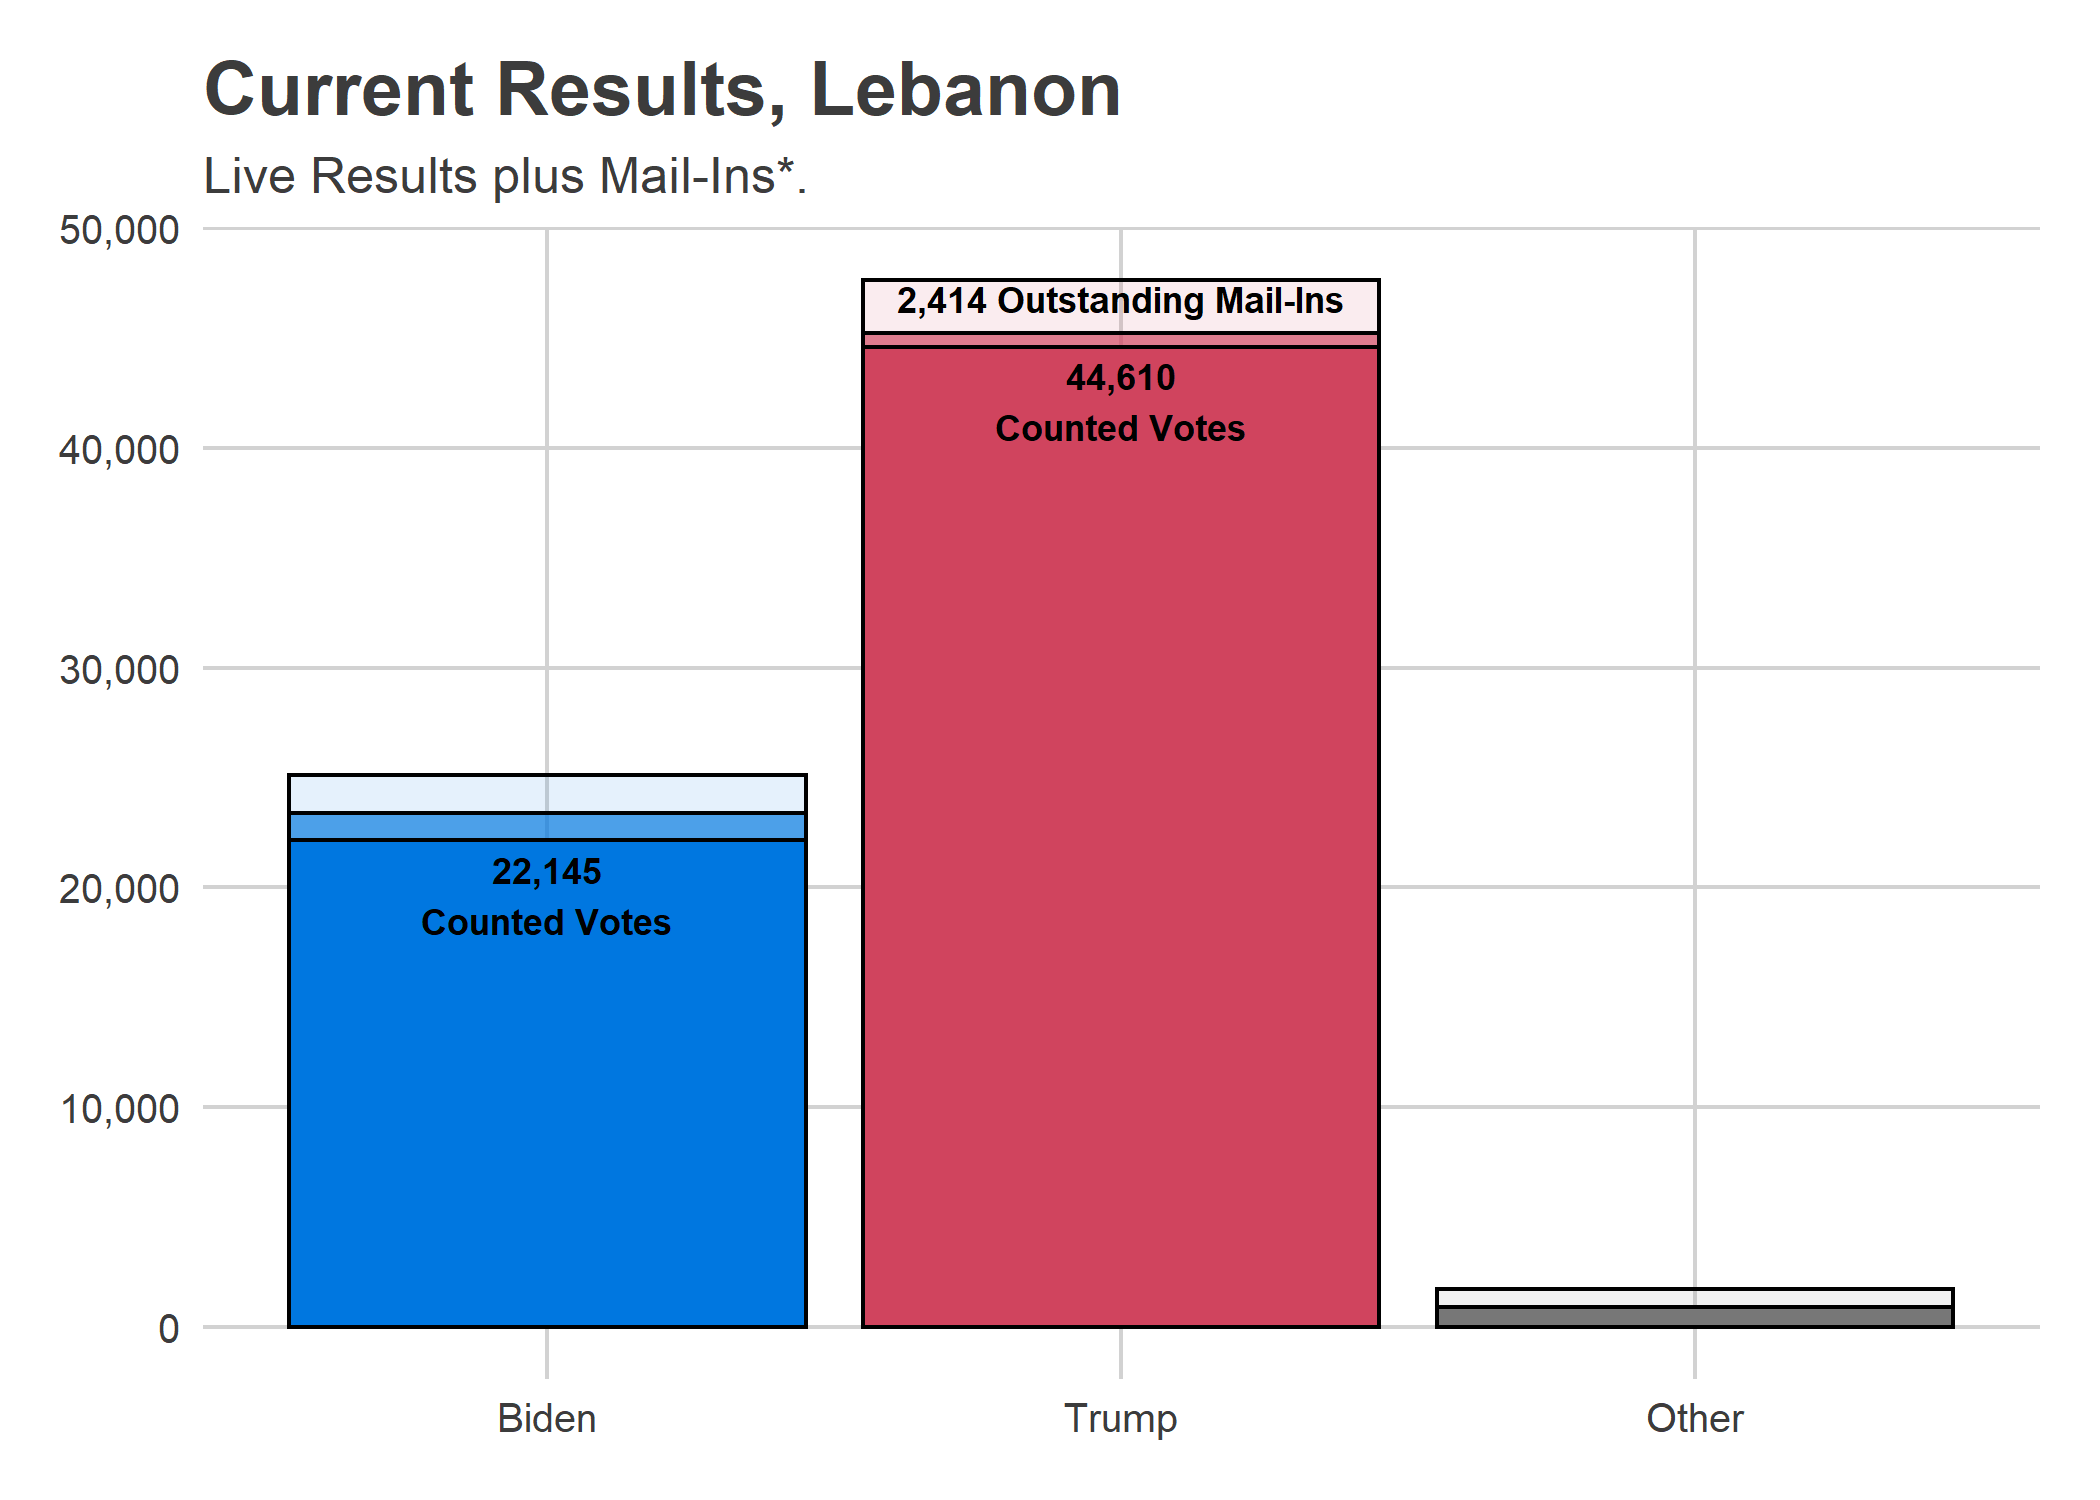 Current Results, Lebanon
Live Results plus Mail-Ins*.
50,000
40,000
30,000
20,000
10,000
0
2,414 Outstanding Mail-Ins
44,610
Counted Votes
22,145
Counted Votes
Biden
Trump
Other